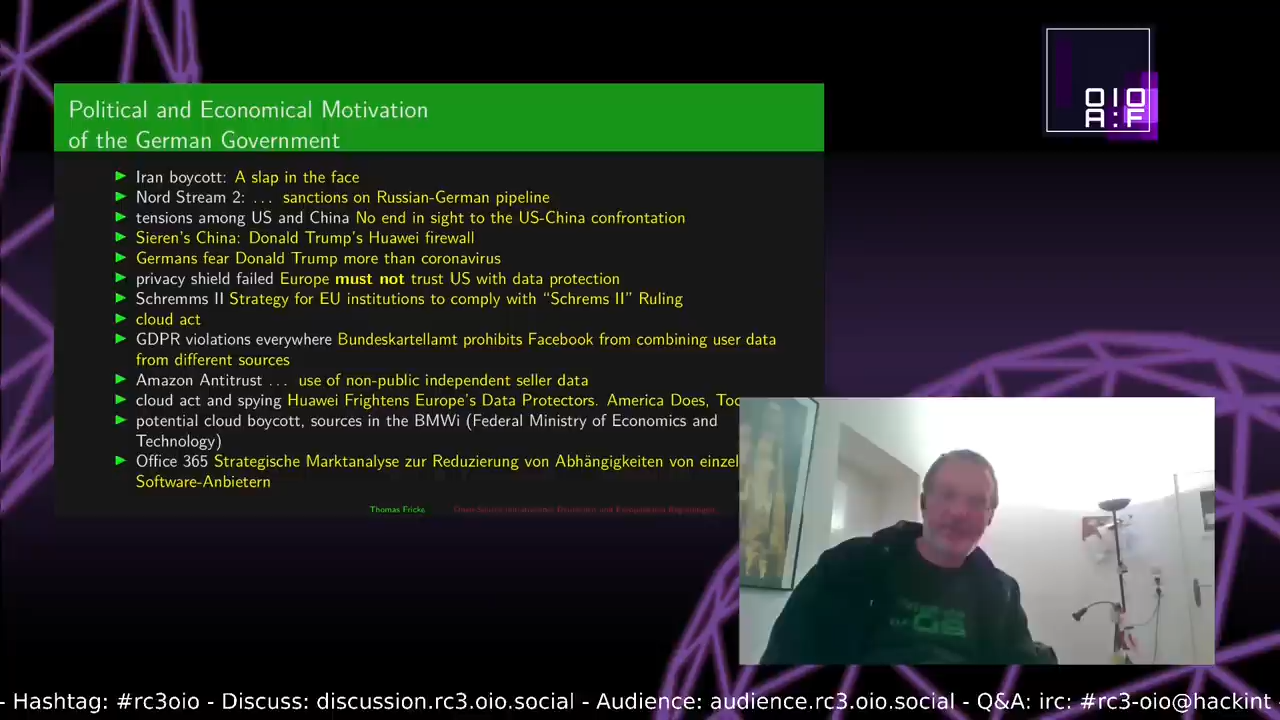 Political and Economical Motivation
of the German Government
Iran boycott: A slap in the face
Nord Stream 2: ... sanctions on Russian-German pipeline
tensions among US and China No end in sight to the US-China confrontation
Sieren's China: Donald Trump's Huawei firewall
Germans fear Donald Trump more than coronavirus
privacy shield failed Europe must not trust US with data protection
Schremms II Strategy for EU institutions to comply with "Schrems II" Ruling
cloud act
GDPR violations everywhere Bundeskartellamt prohibits Facebook from combining user data
from different sources
Amazon Antitrust ... use of non-public independent seller data
cloud act and spying Huawei Frightens Europe's Data Protectors. America Does, Too
potential cloud boycott, sources in the BMWi (Federal Ministry of Economics and
Technology)
Office 365 Strategische Marktanalyse zur Reduzierung von Abhängigkeiten von einzel
Software-Anbietern
Thomas Fricke
OIO
A:F
- Hashtag: #rc3oio - Discuss: discussion.rc3.oio.social - Audience: audience.rc3.oio.social - Q&A: irc: #rc3-oio@hackint